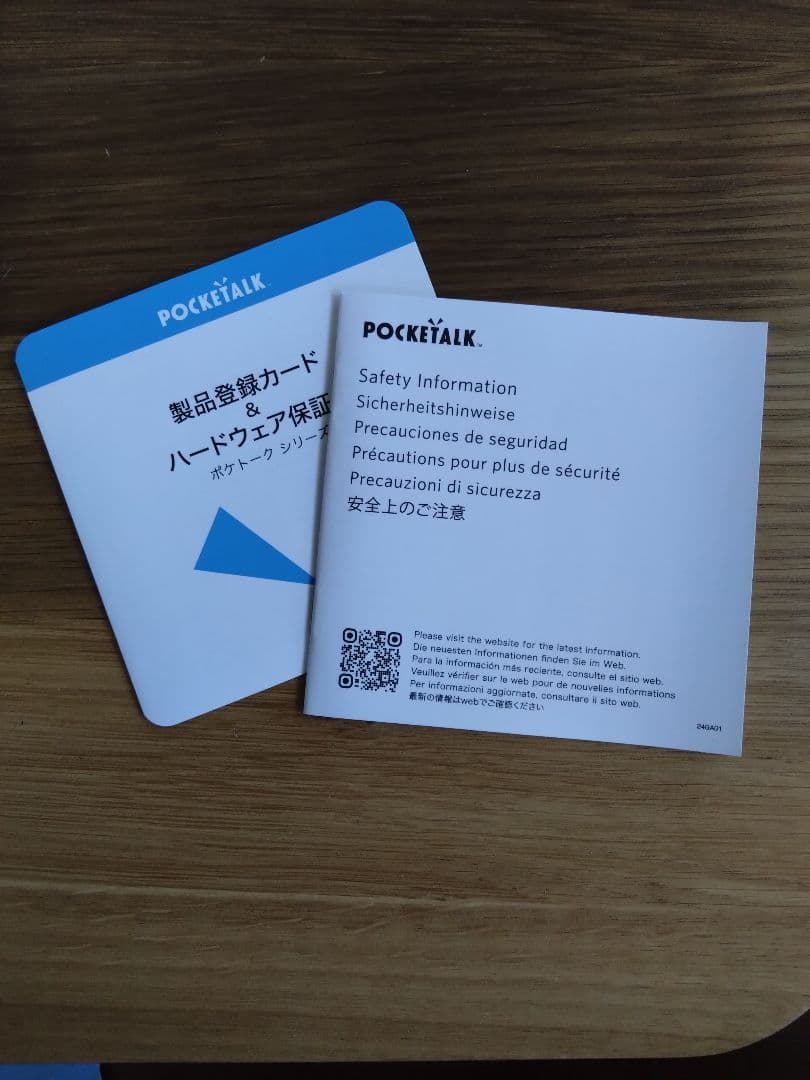 POCKETALK
製品登録カード
&
ハードウェア保証
ポケトーク シリーズ
POCKETALK™
Safety Information
Sicherheitshinweise
Precauciones de seguridad
Précautions pour plus de sécurité
Precauzioni di sicurezza
安全上のご注意
Please visit the website for the latest information.
Die neuesten Informationen finden Sie im Web.
Para la información más reciente, consulte el sitio web.
Veuillez vérifier sur le web pour de nouvelles informations
Per informazioni aggiornate, consultare il sito web.
最新の情報はwebでご確認ください
24GA01